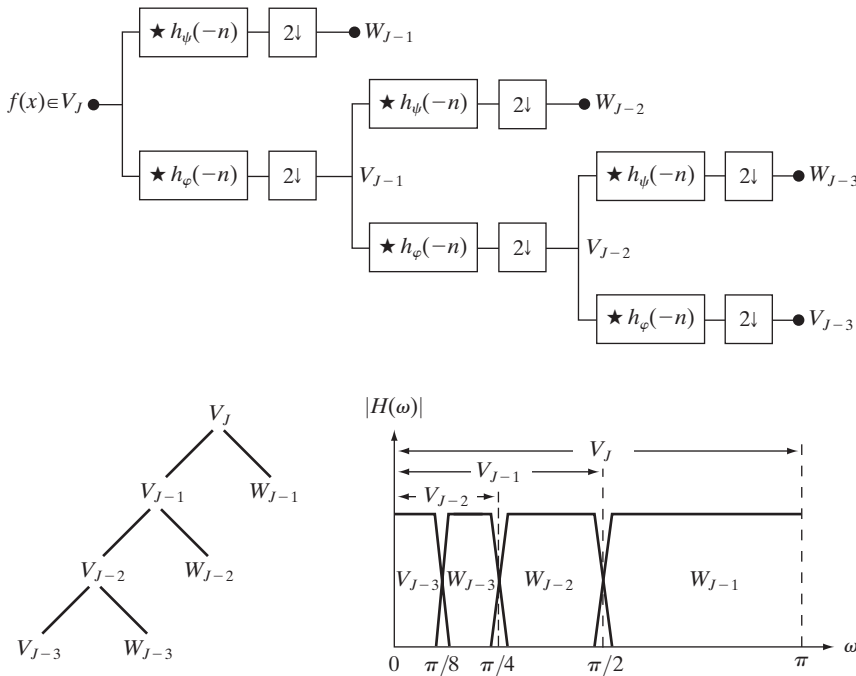 ★ h_ψ(−n) 2↓ W_{J−1}
f(x)∈V_J
★ h_ψ(−n) 2↓ W_{J−2}
★ h_φ(−n) 2↓ V_{J−1}
★ h_ψ(−n) 2↓ W_{J−3}
★ h_φ(−n) 2↓ V_{J−2}
★ h_φ(−n) 2↓ V_{J−3}
V_J
V_{J−1} W_{J−1}
V_{J−2} W_{J−2}
V_{J−3} W_{J−3}
|H(ω)|
V_J
V_{J−1}
V_{J−2}
V_{J−3} W_{J−3} W_{J−2} W_{J−1}
0 π/8 π/4 π/2 π ω